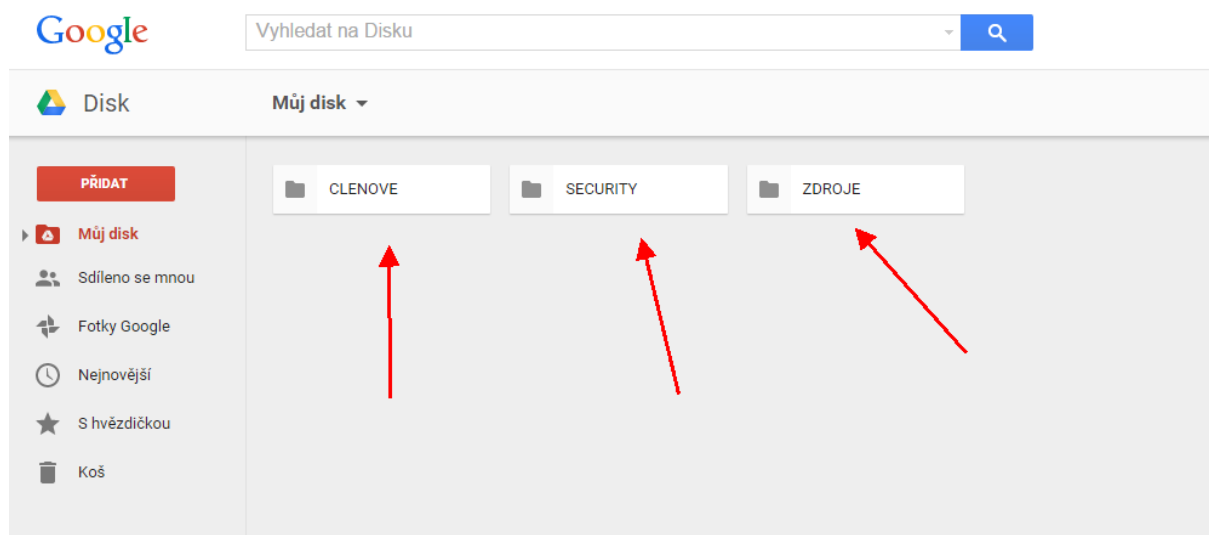 Google
Vyhledat na Disku
Disk
Můj disk
PŘIDAT
Můj disk
Sdíleno se mnou
Fotky Google
Nejnovější
S hvězdičkou
Koš
CLENOVE
SECURITY
ZDROJE